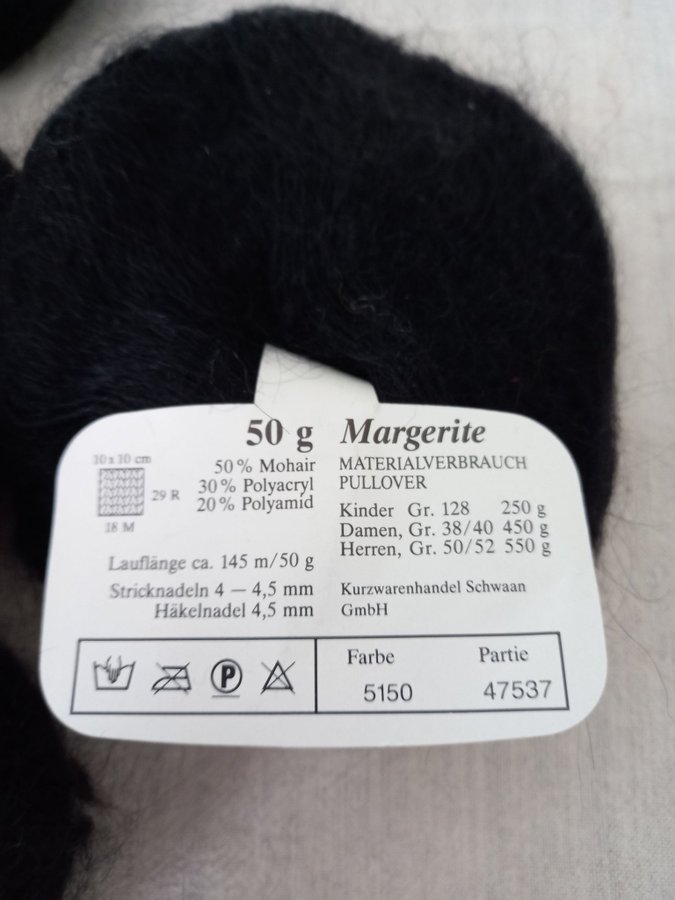 50 g
50 % Mohair
30 % Polyacryl
20 % Polyamid
10 x 10 cm
29 R
18 M
Lauflänge ca. 145 m/50 g
Stricknadeln 4 — 4,5 mm
Häkelnadel 4,5 mm
Margerite
MATERIALVERBRAUCH
PULLOVER
Kinder Gr. 128 250 g
Damen, Gr. 38/40 450 g
Herren, Gr. 50/52 550 g
Kurzwarenhandel Schwaan
GmbH
P
Farbe Partie
5150 47537